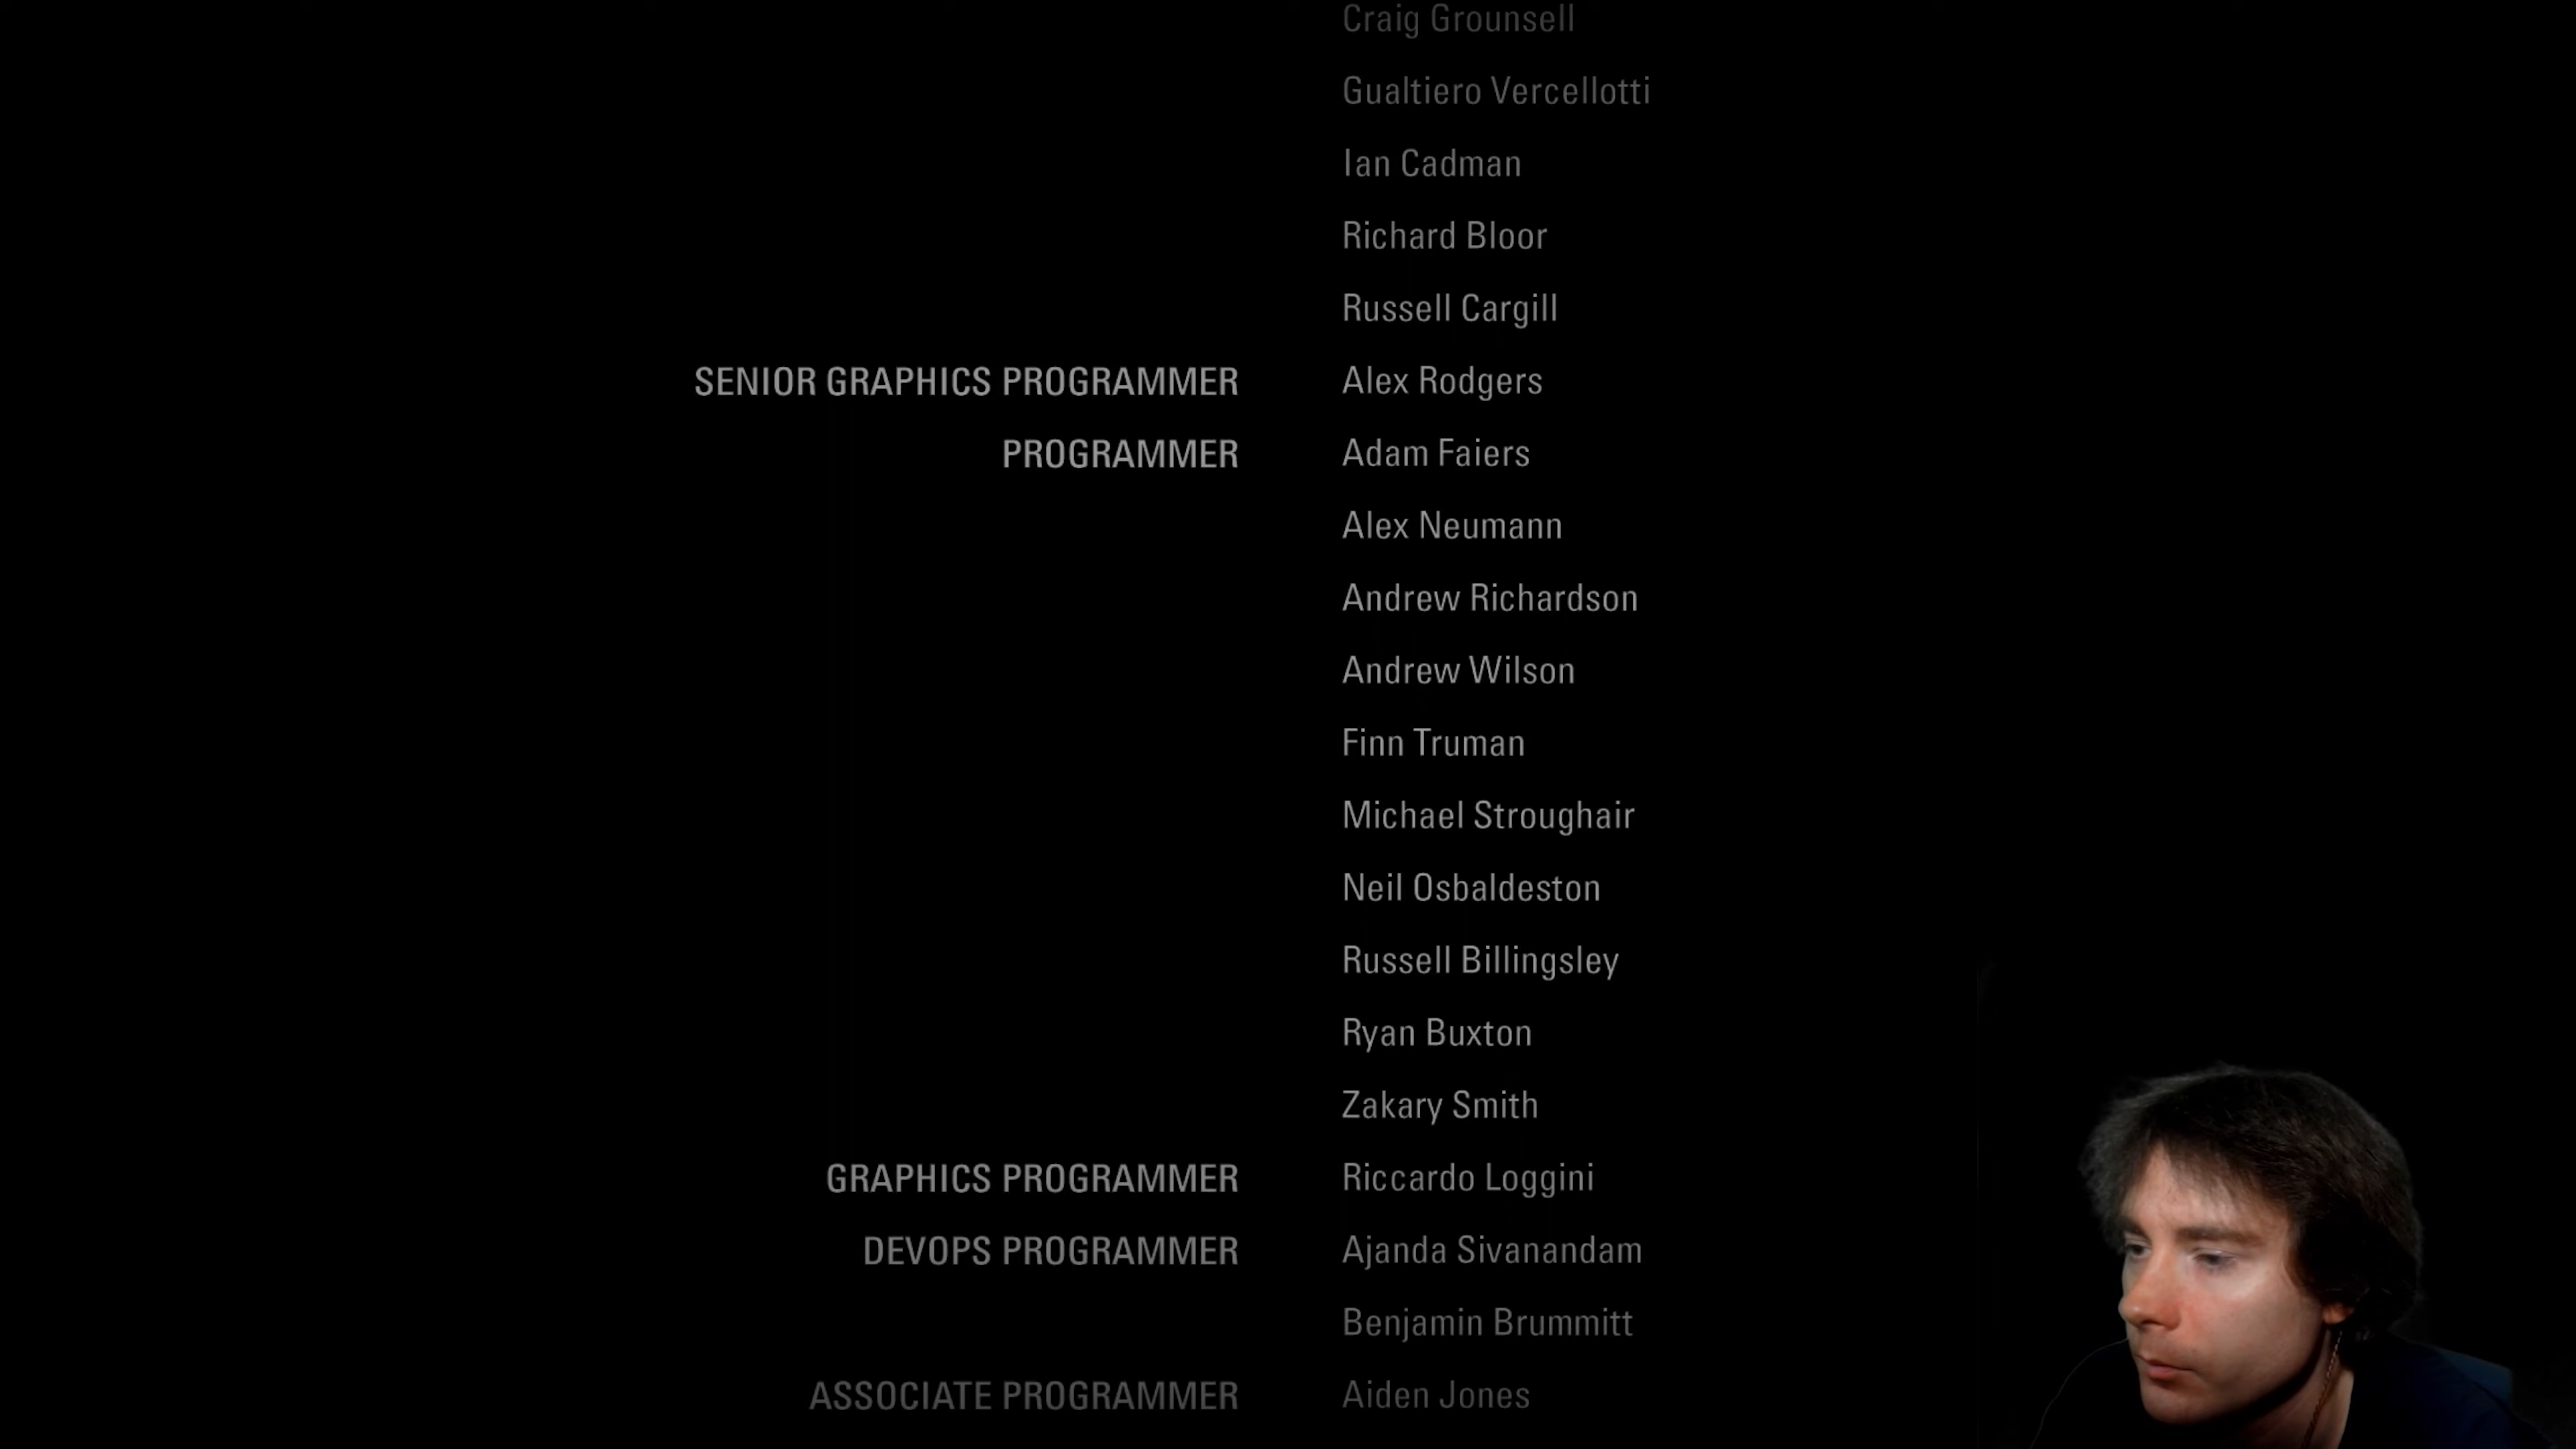 Craig Grounsell
Gualtiero Vercellotti
Ian Cadman
Richard Bloor
Russell Cargill
SENIOR GRAPHICS PROGRAMMER Alex Rodgers
PROGRAMMER Adam Faiers
Alex Neumann
Andrew Richardson
Andrew Wilson
Finn Truman
Michael Stroughair
Neil Osbaldeston
Russell Billingsley
Ryan Buxton
Zakary Smith
GRAPHICS PROGRAMMER Riccardo Loggini
DEVOPS PROGRAMMER Ajanda Sivanandam
Benjamin Brummitt
ASSOCIATE PROGRAMMER Aiden Jones